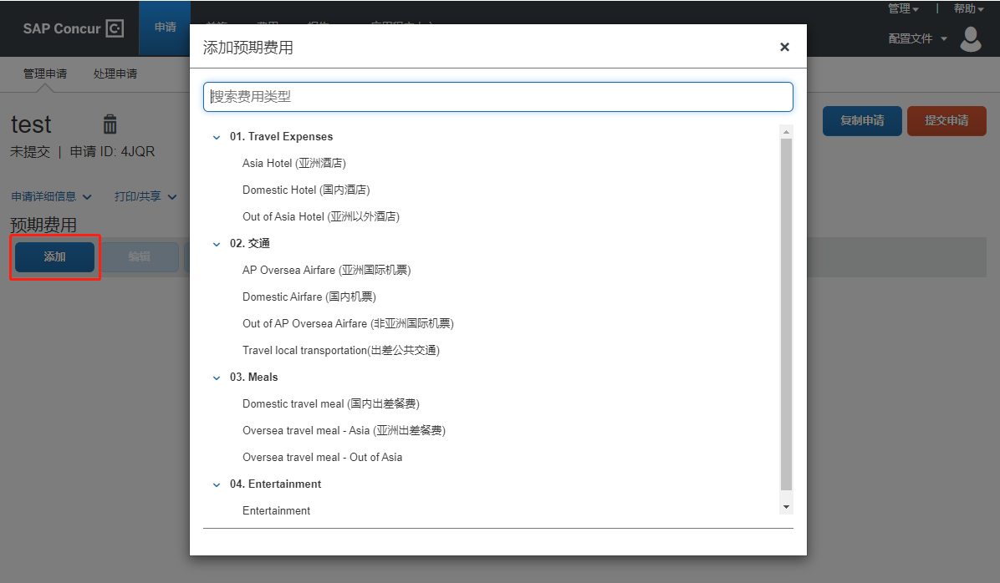 管理
帮助
SAP Concur
申请
配置文件
管理申请
处理申请
添加预期费用
搜索费用类型
test
未提交 | 申请 ID: 4JQR
复制申请
提交申请
申请详细信息
打印/共享
预期费用
添加
编辑
01. Travel Expenses
Asia Hotel (亚洲酒店)
Domestic Hotel (国内酒店)
Out of Asia Hotel (亚洲以外酒店)
02. 交通
AP Oversea Airfare (亚洲国际机票)
Domestic Airfare (国内机票)
Out of AP Oversea Airfare (非亚洲国际机票)
Travel local transportation(出差公共交通)
03. Meals
Domestic travel meal (国内出差餐费)
Oversea travel meal - Asia (亚洲出差餐费)
Oversea travel meal - Out of Asia
04. Entertainment
Entertainment